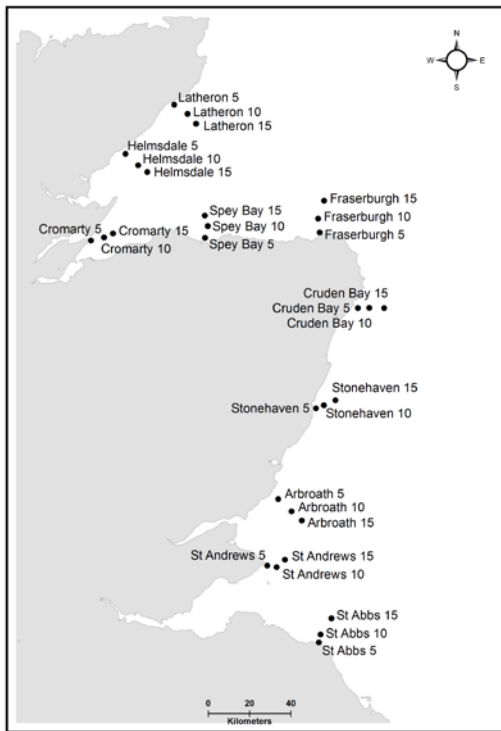 N
W E
S
Latheron 5
Latheron 10
Latheron 15
Helmsdale 5
Helmsdale 10
Helmsdale 15
Fraserburgh 15
Spey Bay 15
Fraserburgh 10
Cromarty 5
Cromarty 15
Spey Bay 10
Fraserburgh 5
Cromarty 10
Spey Bay 5
Cruden Bay 15
Cruden Bay 5
Cruden Bay 10
Stonehaven 15
Stonehaven 5
Stonehaven 10
Arbroath 5
Arbroath 10
Arbroath 15
St Andrews 5
St Andrews 15
St Andrews 10
St Abbs 15
St Abbs 10
St Abbs 5
0 20 40
Kilometers